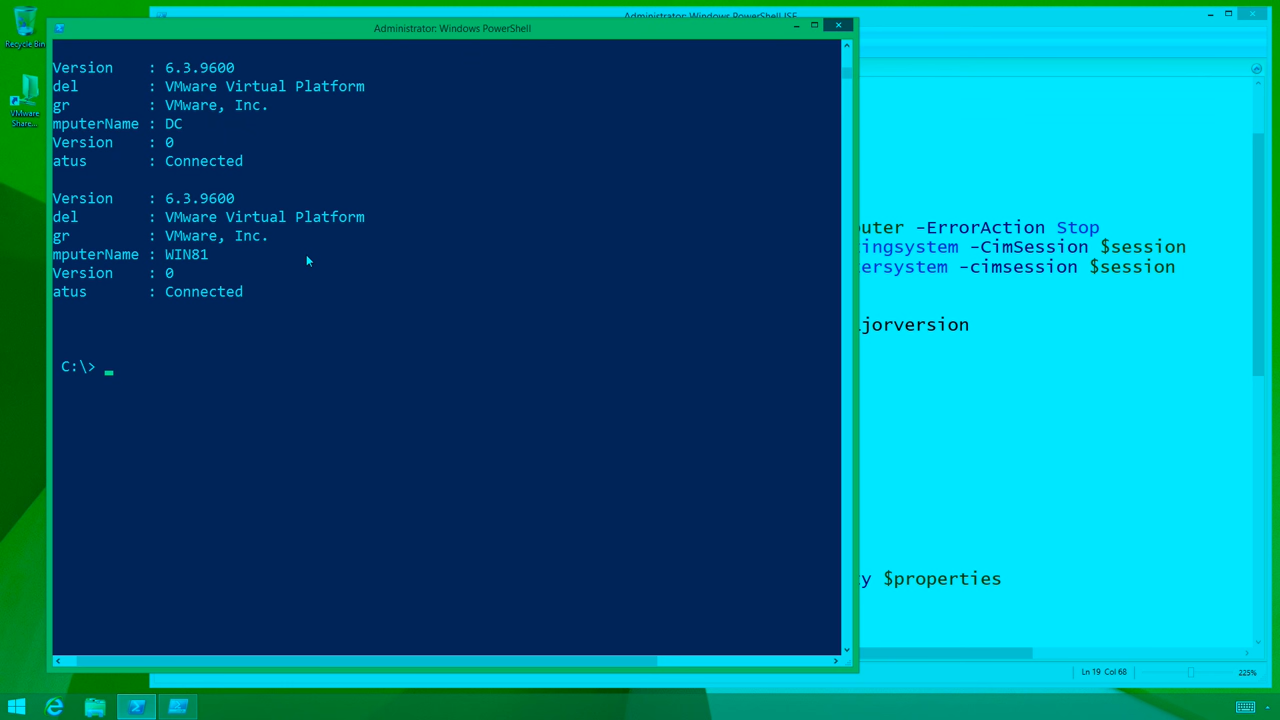 Administrator: Windows PowerShell ISE
Administrator: Windows PowerShell
Recycle Bin
VMware
Share...
Version : 6.3.9600
del : VMware Virtual Platform
gr : VMware, Inc.
mputerName : DC
Version : 0
atus : Connected
Version : 6.3.9600
del : VMware Virtual Platform
gr : VMware, Inc.
mputerName : WIN81
Version : 0
atus : Connected
C:\>
outer -ErrorAction Stop
ingsystem -CimSession $session
ersystem -cimsession $session
jorversion
y $properties
Ln 19 Col 68
225%